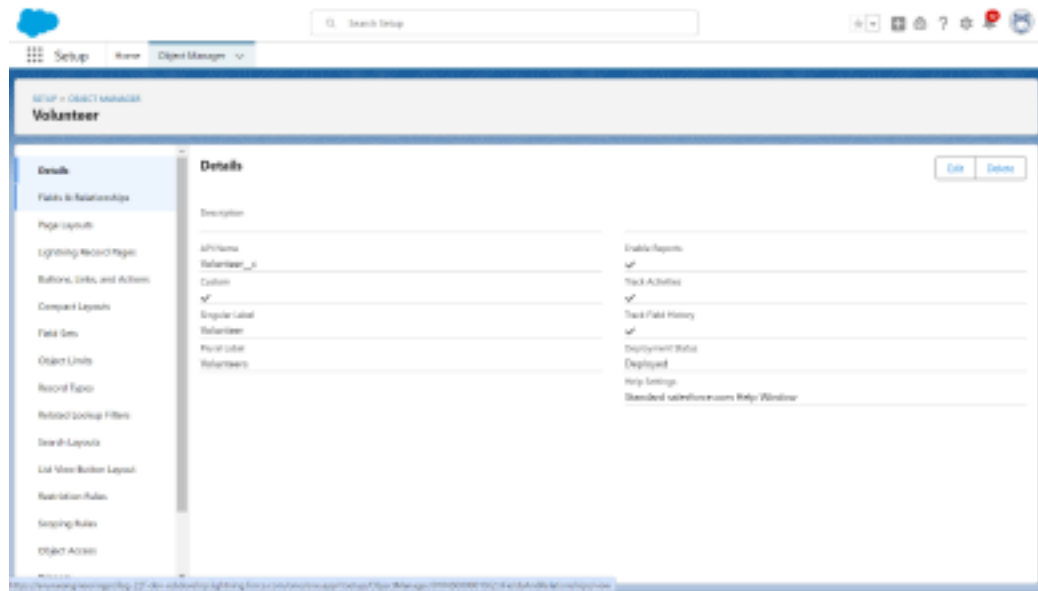 Search Setup
Setup
Home
Object Manager
SETUP > OBJECT MANAGER
Volunteer
Details
Fields & Relationships
Page Layouts
Lightning Record Pages
Buttons, Links, and Actions
Compact Layouts
Field Sets
Object Limits
Record Types
Related Lookup Filters
Search Layouts
List View Button Layout
Restriction Rules
Scoping Rules
Object Access
Details
Edit
Delete
Description
API Name
Volunteer__c
Custom
Singular Label
Volunteer
Plural Label
Volunteers
Enable Reports
Track Activities
Track Field History
Deployment Status
Deployed
Help Settings
Standard salesforce.com Help Window